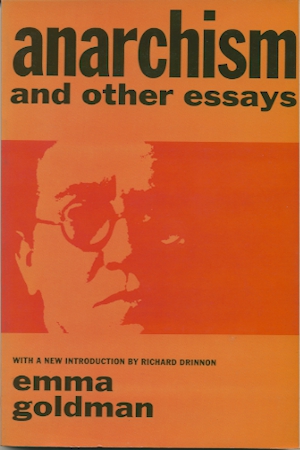 anarchism
and other essays
WITH A NEW INTRODUCTION BY RICHARD DRINNON
emma
goldman